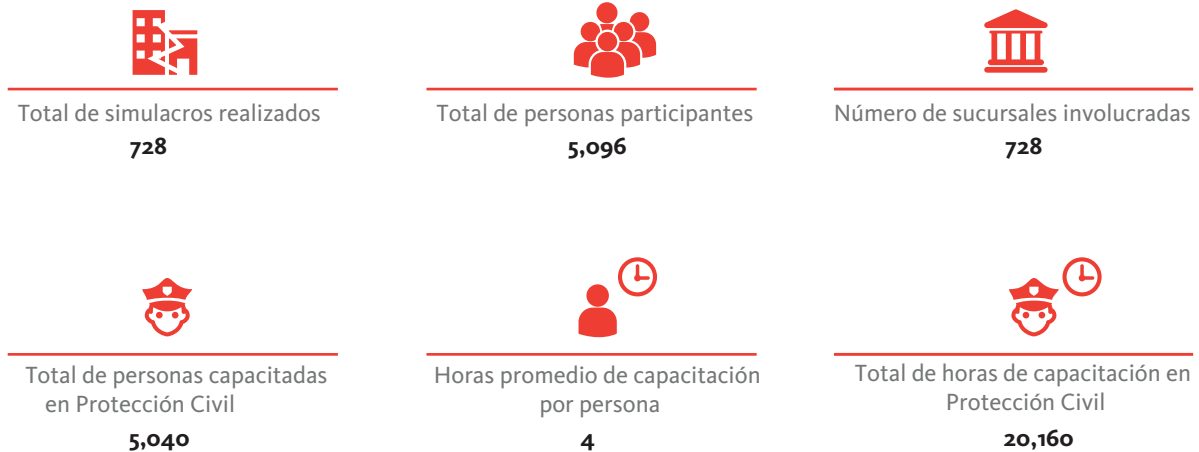 Total de simulacros realizados
728
Total de personas participantes
5,096
Número de sucursales involucradas
728
Total de personas capacitadas
en Protección Civil
5,040
Horas promedio de capacitación
por persona
4
Total de horas de capacitación en
Protección Civil
20,160